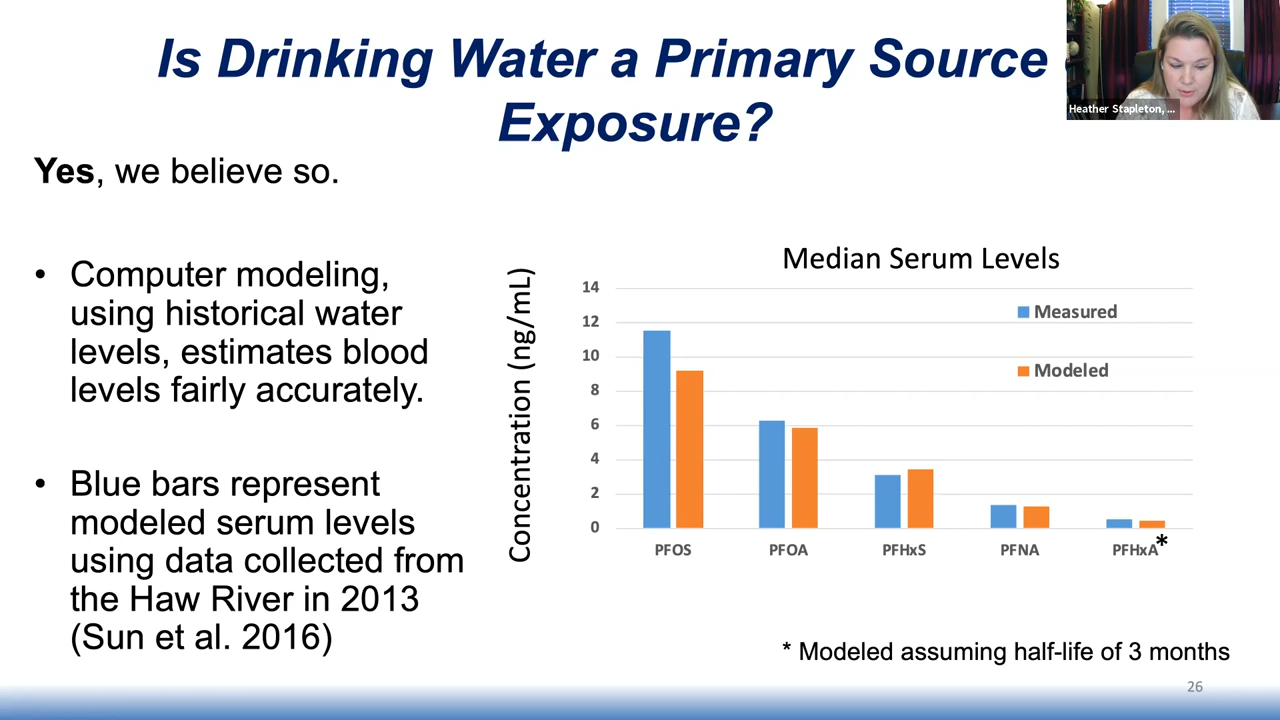 Is Drinking Water a Primary Source
Exposure?
Heather Stapleton, ...
Yes, we believe so.
• Computer modeling,
using historical water
levels, estimates blood
levels fairly accurately.
• Blue bars represent
modeled serum levels
using data collected from
the Haw River in 2013
(Sun et al. 2016)
Median Serum Levels
Concentration (ng/mL)
14
12
10
8
6
4
2
0
Measured
Modeled
PFOS PFOA PFHxS PFNA PFHxA*
* Modeled assuming half-life of 3 months
26